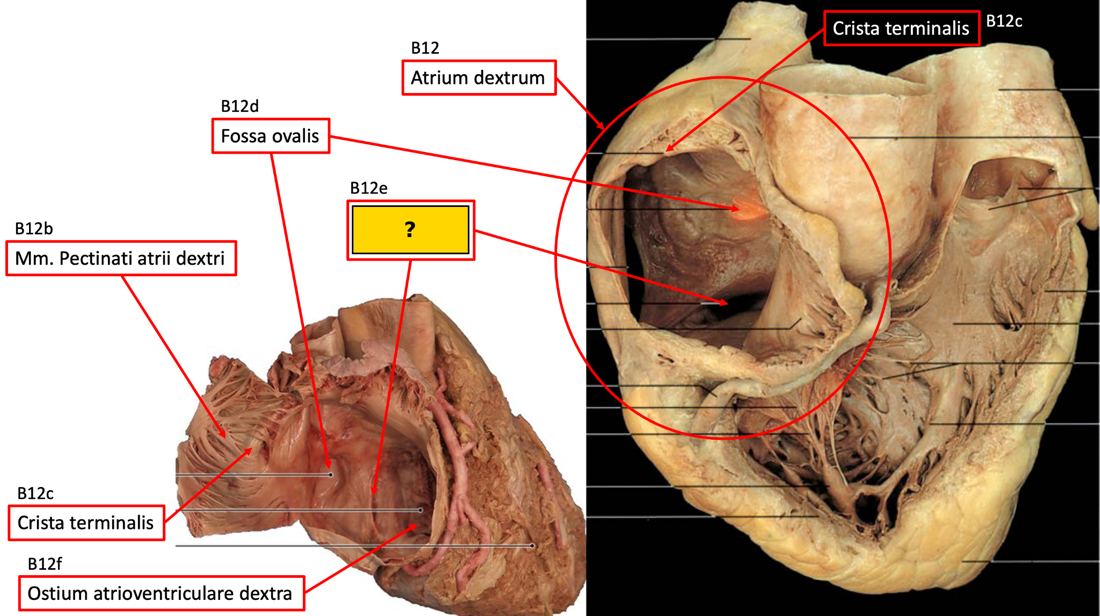 B12c
Crista terminalis
B12
Atrium dextrum
B12d
Fossa ovalis
B12e
?
B12b
Mm. Pectinati atrii dextri
B12c
Crista terminalis
B12f
Ostium atrioventriculare dextra